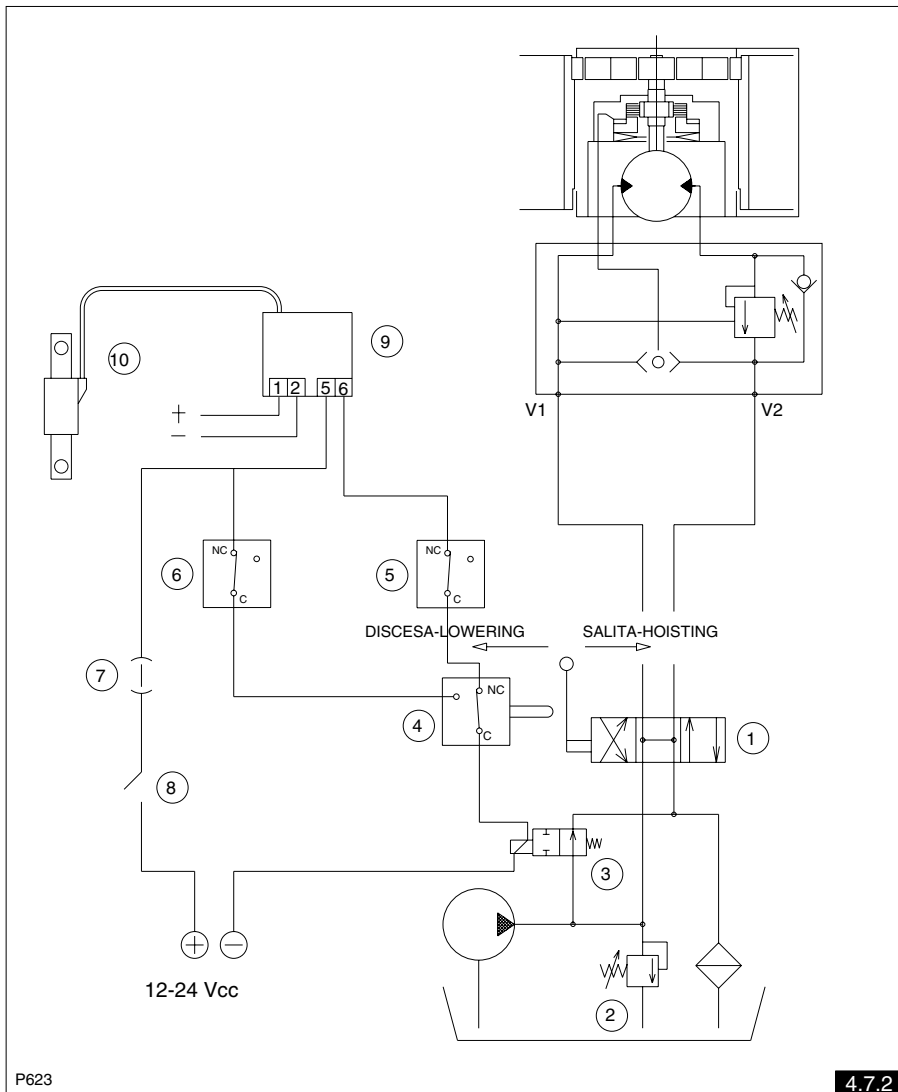 10
9
1 2 5 6
+
−
V1 V2
NC
6
C
NC
5
C
DISCESA-LOWERING SALITA-HOISTING
7
NC
4
C
1
8
3
+ −
12-24 Vcc
2
P623
4.7.2